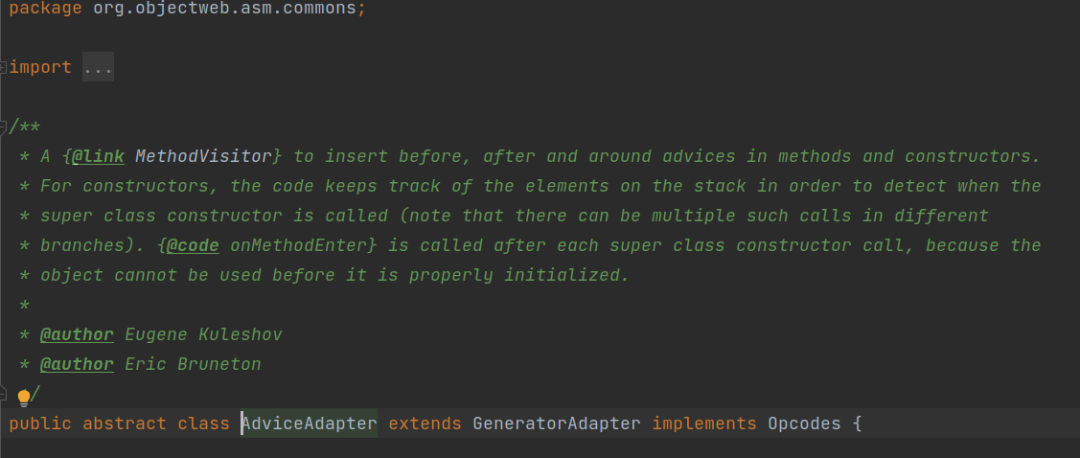 package org.objectweb.asm.commons;
import ...
/**
* A {@link MethodVisitor} to insert before, after and around advices in methods and constructors.
* For constructors, the code keeps track of the elements on the stack in order to detect when the
* super class constructor is called (note that there can be multiple such calls in different
* branches). {@code onMethodEnter} is called after each super class constructor call, because the
* object cannot be used before it is properly initialized.
*
* @author Eugene Kuleshov
* @author Eric Bruneton
/
public abstract class AdviceAdapter extends GeneratorAdapter implements Opcodes {